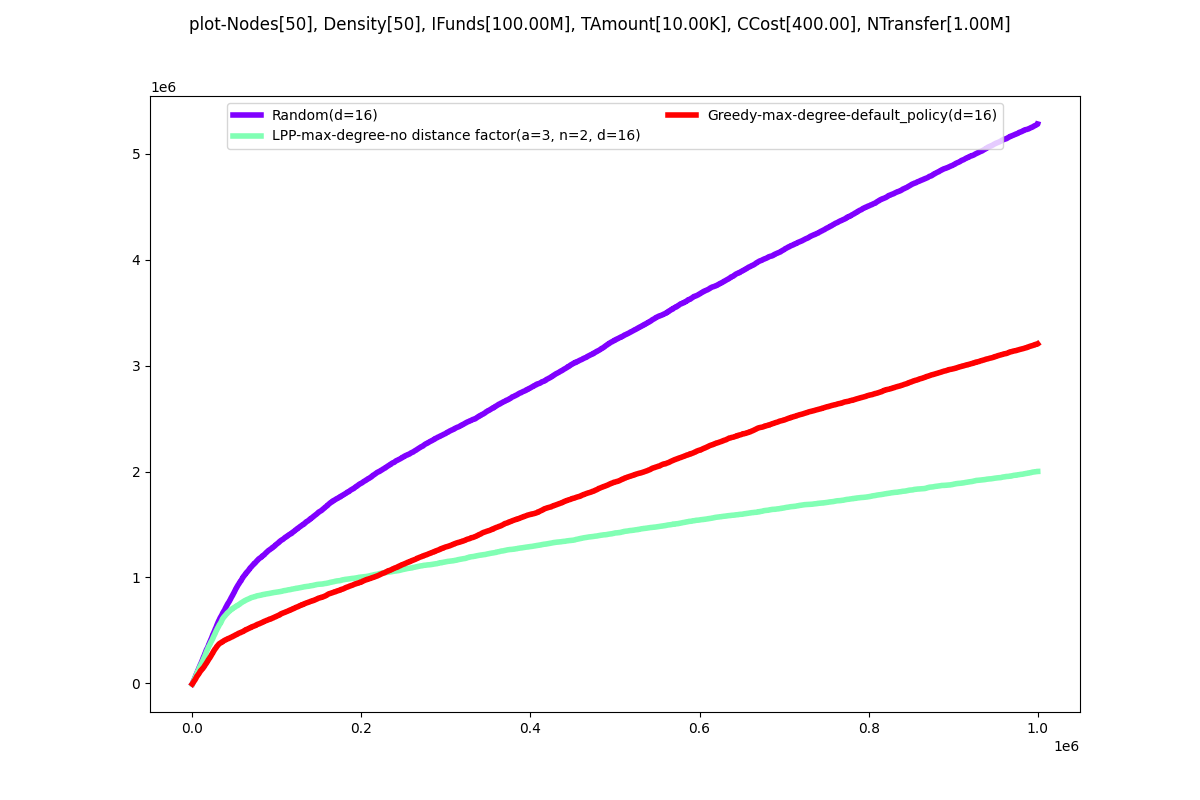 plot-Nodes[50], Density[50], IFunds[100.00M], TAmount[10.00K], CCost[400.00], NTransfer[1.00M]
1e6
Random(d=16)
LPP-max-degree-no distance factor(a=3, n=2, d=16)
Greedy-max-degree-default_policy(d=16)
5
4
3
2
1
0
0.0 0.2 0.4 0.6 0.8 1.0
1e6